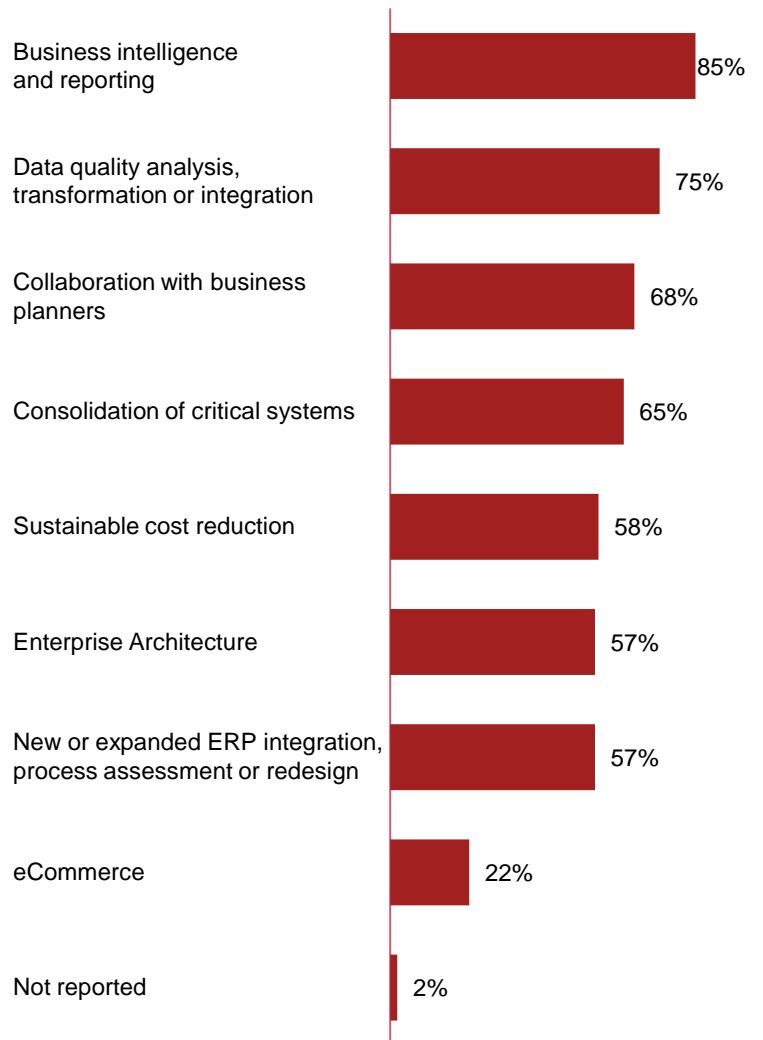 Business intelligence
and reporting
85%
Data quality analysis,
transformation or integration
75%
Collaboration with business
planners
68%
Consolidation of critical systems
65%
Sustainable cost reduction
58%
Enterprise Architecture
57%
New or expanded ERP integration,
process assessment or redesign
57%
eCommerce
22%
Not reported
2%